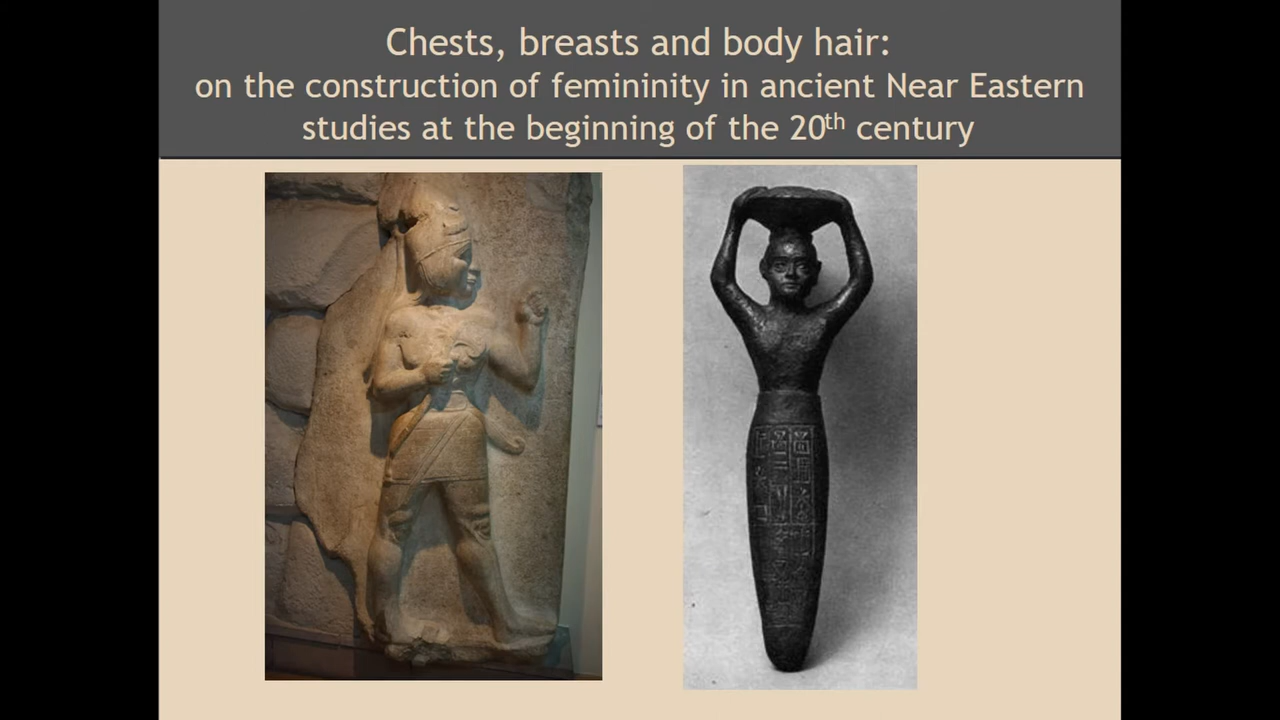 Chests, breasts and body hair:
on the construction of femininity in ancient Near Eastern
studies at the beginning of the 20th century